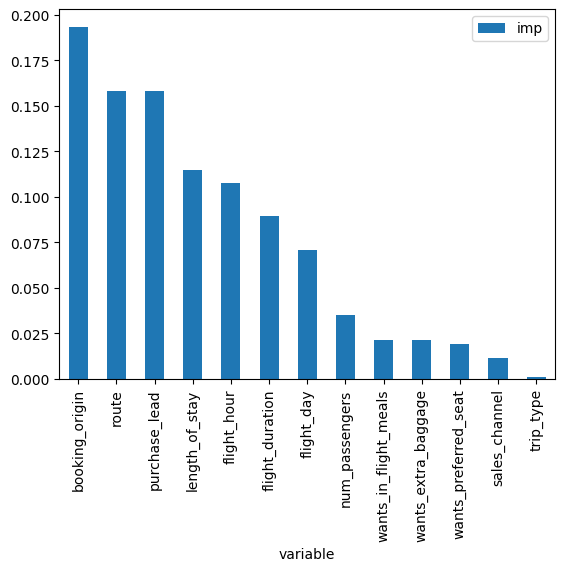 imp
0.200
0.175
0.150
0.125
0.100
0.075
0.050
0.025
0.000
booking_origin
route
purchase_lead
length_of_stay
flight_hour
flight_duration
flight_day
num_passengers
wants_in_flight_meals
wants_extra_baggage
wants_preferred_seat
sales_channel
trip_type
variable